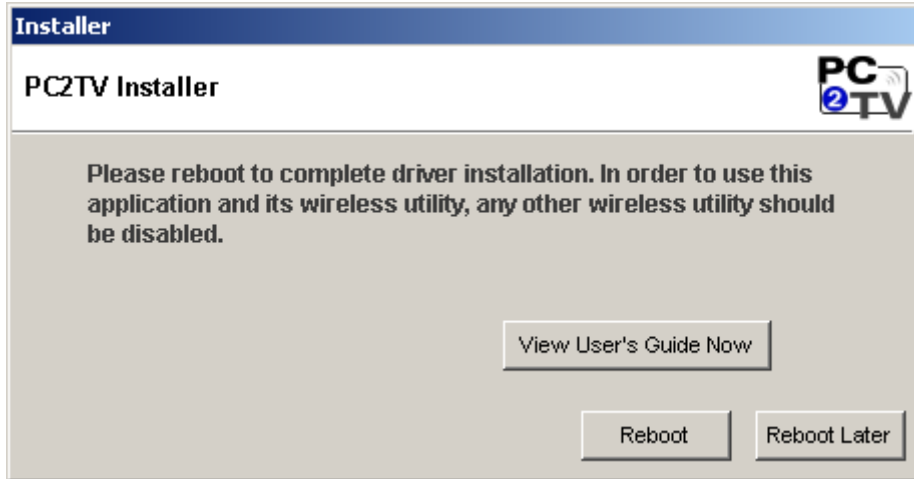 Installer
PC2TV Installer
PC
2TV
Please reboot to complete driver installation. In order to use this
application and its wireless utility, any other wireless utility should
be disabled.
View User's Guide Now
Reboot
Reboot Later